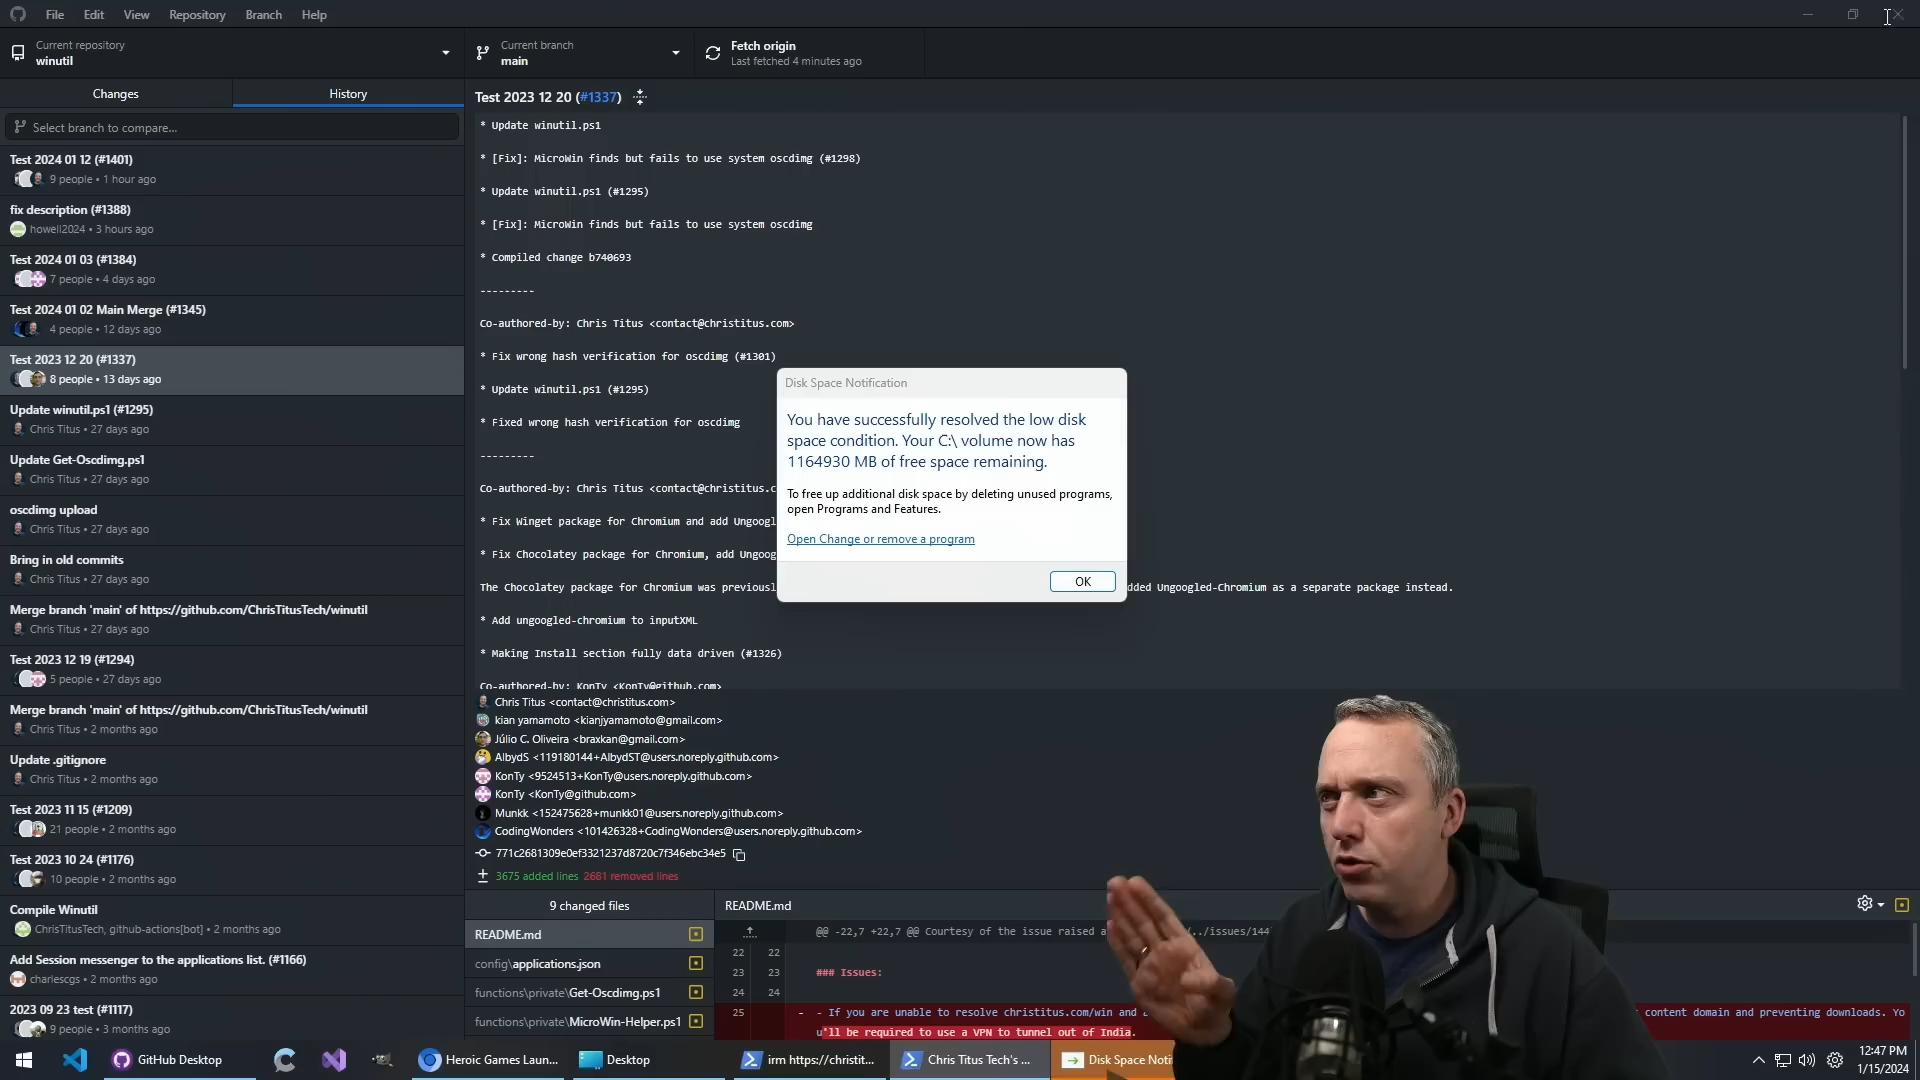 File Edit View Repository Branch Help
Current repository
winutil
Current branch
main
Fetch origin
Last fetched 4 minutes ago
Changes
History
Select branch to compare...
Test 2024 01 12 (#1401)
9 people • 1 hour ago
fix description (#1388)
howell2024 • 3 hours ago
Test 2024 01 03 (#1384)
7 people • 4 days ago
Test 2024 01 02 Main Merge (#1345)
4 people • 12 days ago
Test 2023 12 20 (#1337)
8 people • 13 days ago
Update winutil.ps1 (#1295)
Chris Titus • 27 days ago
Update Get-Oscdimg.ps1
Chris Titus • 27 days ago
oscdimg upload
Chris Titus • 27 days ago
Bring in old commits
Chris Titus • 27 days ago
Merge branch 'main' of https://github.com/ChrisTitusTech/winutil
Chris Titus • 27 days ago
Test 2023 12 19 (#1294)
5 people • 27 days ago
Merge branch 'main' of https://github.com/ChrisTitusTech/winutil
Chris Titus • 2 months ago
Update .gitignore
Chris Titus • 2 months ago
Test 2023 11 15 (#1209)
21 people • 2 months ago
Test 2023 10 24 (#1176)
10 people • 2 months ago
Compile Winutil
ChrisTitusTech, github-actions[bot] • 2 months ago
Add Session messenger to the applications list. (#1166)
charlescgs • 2 months ago
2023 09 23 test (#1117)
9 people • 3 months ago
Test 2023 12 20 (#1337)
* Update winutil.ps1
* [Fix]: MicroWin finds but fails to use system oscdimg (#1298)
* Update winutil.ps1 (#1295)
* [Fix]: MicroWin finds but fails to use system oscdimg
* Compiled change b740693
---------
Co-authored-by: Chris Titus <contact@christitus.com>
* Fix wrong hash verification for oscdimg (#1301)
* Update winutil.ps1 (#1295)
* Fixed wrong hash verification for oscdimg
---------
Co-authored-by: Chris Titus <contact@christitus.c
* Fix Winget package for Chromium and add Ungoogl
* Fix Chocolatey package for Chromium, add Ungoog
The Chocolatey package for Chromium was previousl dded Ungoogled-Chromium as a separate package instead.
* Add ungoogled-chromium to inputXML
* Making Install section fully data driven (#1326)
Co-authored-by: KonTy <KonTy@github.com>
Chris Titus <contact@christitus.com>
kian yamamoto <kianjyamamoto@gmail.com>
Júlio C. Oliveira <braxkan@gmail.com>
AlbydS <119180144+AlbydST@users.noreply.github.com>
KonTy <9524513+KonTy@users.noreply.github.com>
KonTy <KonTy@github.com>
Munkk <152475628+munkk01@users.noreply.github.com>
CodingWonders <101426328+CodingWonders@users.noreply.github.com>
771c2681309e0ef3321237d8720c7f346ebc34e5
3675 added lines 2681 removed lines
Disk Space Notification
You have successfully resolved the low disk
space condition. Your C:\ volume now has
1164930 MB of free space remaining.
To free up additional disk space by deleting unused programs,
open Programs and Features.
Open Change or remove a program
OK
9 changed files
README.md
config\applications.json
functions\private\Get-Oscdimg.ps1
functions\private\MicroWin-Helper.ps1
README.md
@@ -22,7 +22,7 @@ Courtesy of the issue raised a /../issues/144
22 22
23 23 ### Issues:
24 24
25 - - If you are unable to resolve christitus.com/win and content domain and preventing downloads. Yo
u'll be required to use a VPN to tunnel out of India.
GitHub Desktop
Heroic Games Laun...
Desktop
irm https://christit...
Chris Titus Tech's ...
Disk Space Noti
12:47 PM
1/15/2024